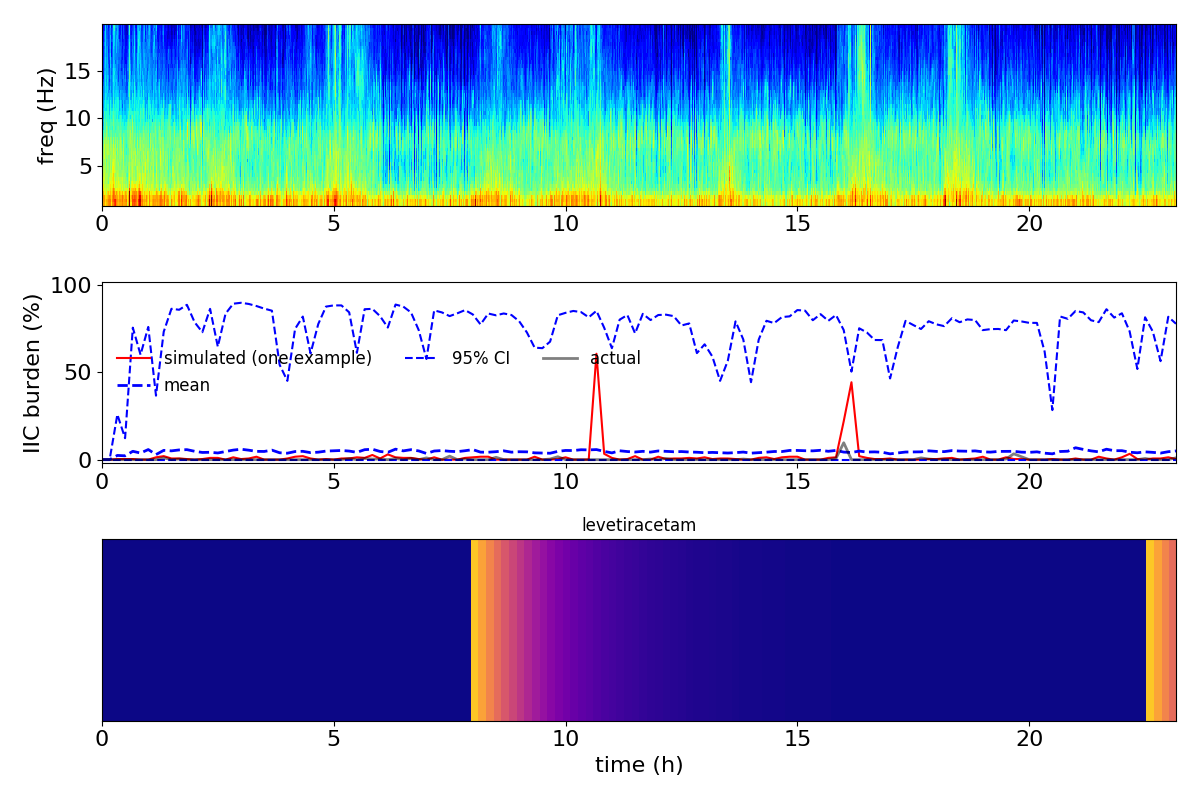 freq (Hz)
15
10
5
0 5 10 15 20
IIC burden (%)
100
50
0
simulated (one example) 95% CI actual
mean
0 5 10 15 20
levetiracetam
0 5 10 15 20
time (h)